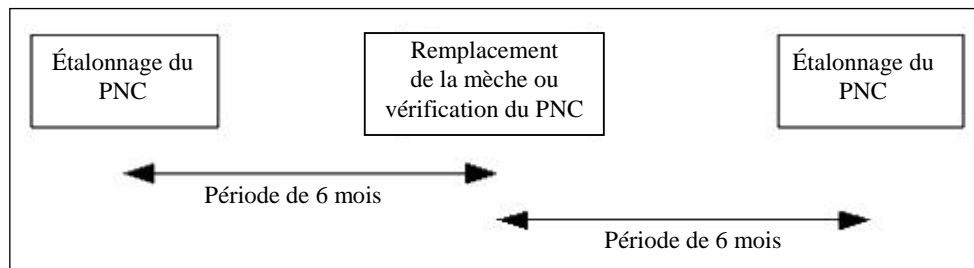 Étalonnage du
PNC
Remplacement
de la mèche ou
vérification du PNC
Étalonnage du
PNC
Période de 6 mois
Période de 6 mois